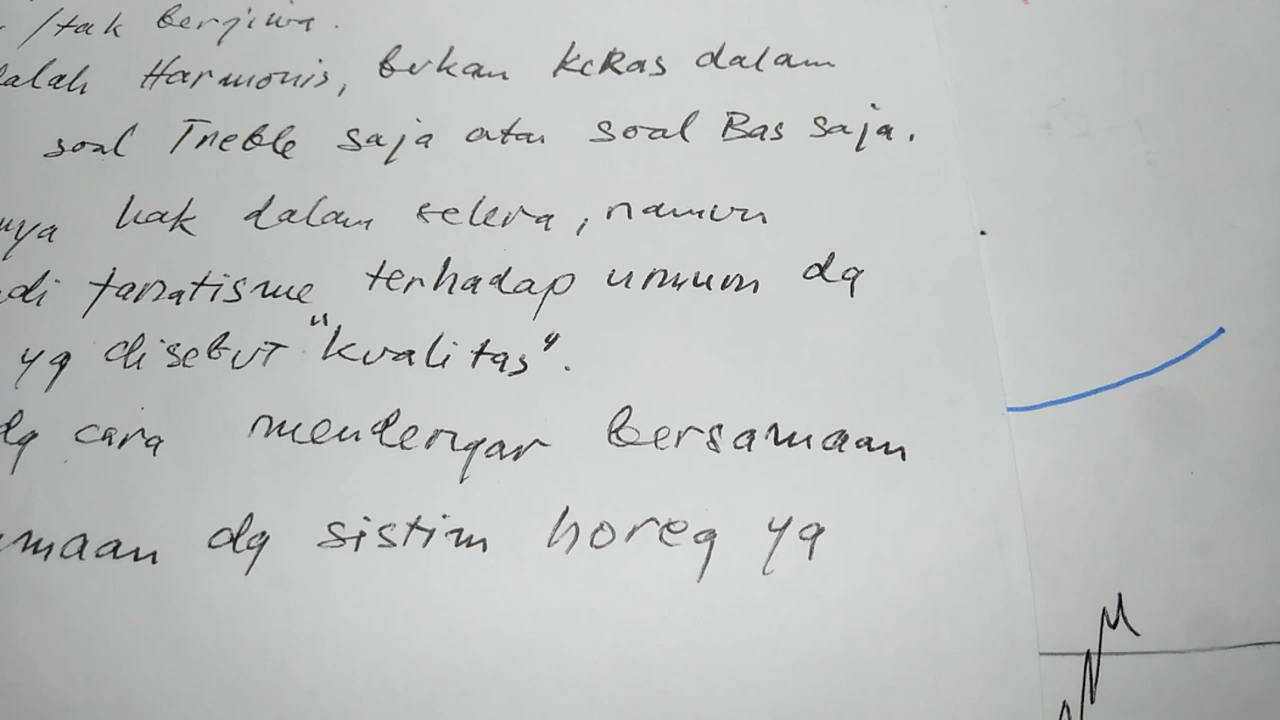 /tak berjiwa.
alah Harmonis, bukan keRas dalam
soal Treble saja atau soal Bas saja.
nya hak dalam selera, namun
di fanatisme terhadap umum dg
yg disebut "kualitas".
dg cara mendengar bersamaan
maan dg sistim horeg yg